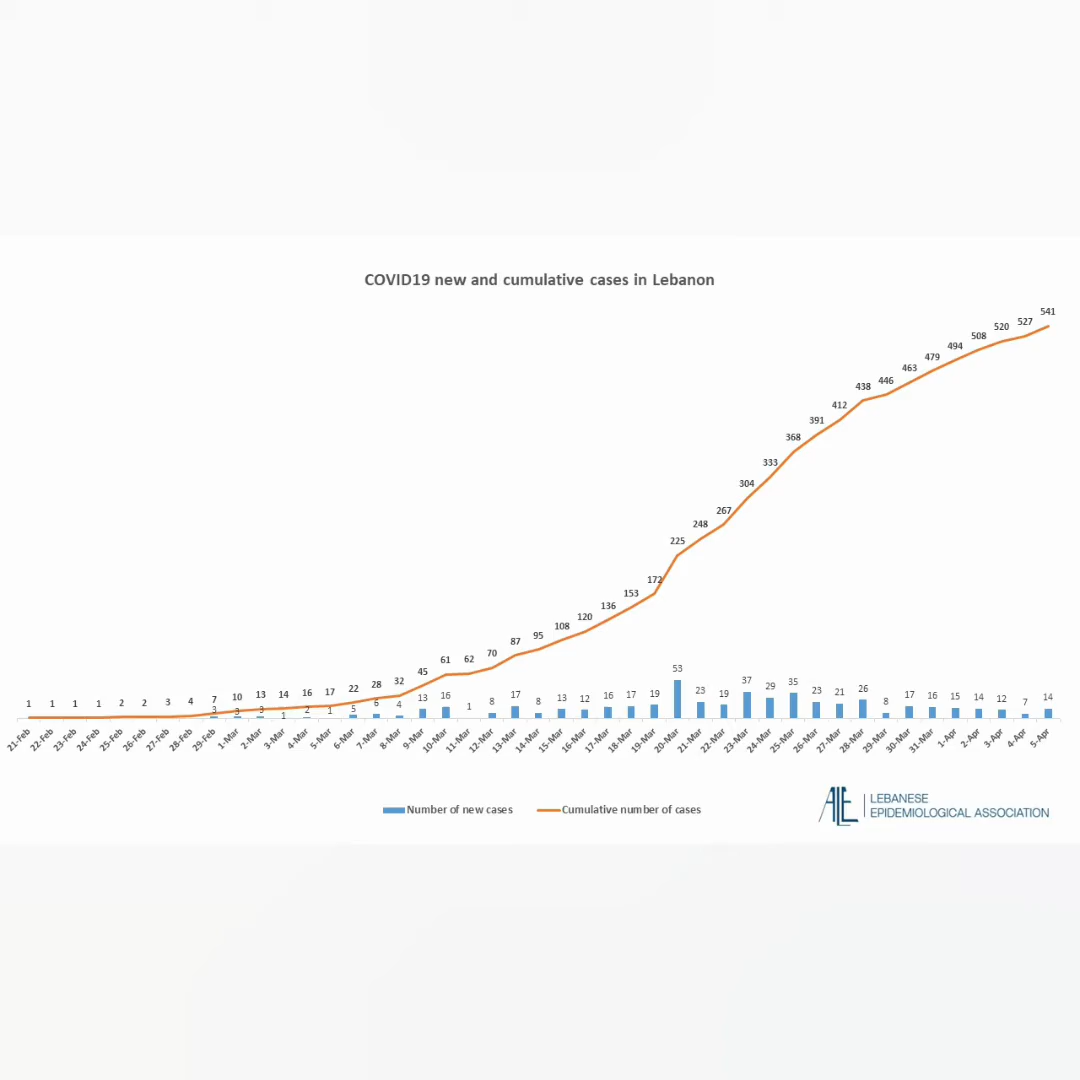 COVID19 new and cumulative cases in Lebanon
1 1 1 1 2 2 3 4 7 10 13 14 16 17 22 28 32 45 61 62 70 87 95 108 120 136 153 172 225 248 267 304 333 368 391 412 438 446 463 479 494 508 520 527 541
3 3 3 1 2 1 5 6 4 13 16 1 8 17 8 13 12 16 17 19 53 23 19 37 29 35 23 21 26 8 17 16 15 14 12 7 14
21-Feb 22-Feb 23-Feb 24-Feb 25-Feb 26-Feb 27-Feb 28-Feb 29-Feb 1-Mar 2-Mar 3-Mar 4-Mar 5-Mar 6-Mar 7-Mar 8-Mar 9-Mar 10-Mar 11-Mar 12-Mar 13-Mar 14-Mar 15-Mar 16-Mar 17-Mar 18-Mar 19-Mar 20-Mar 21-Mar 22-Mar 23-Mar 24-Mar 25-Mar 26-Mar 27-Mar 28-Mar 29-Mar 30-Mar 31-Mar 1-Apr 2-Apr 3-Apr 4-Apr 5-Apr
Number of new cases Cumulative number of cases
LEBANESE
EPIDEMIOLOGICAL ASSOCIATION